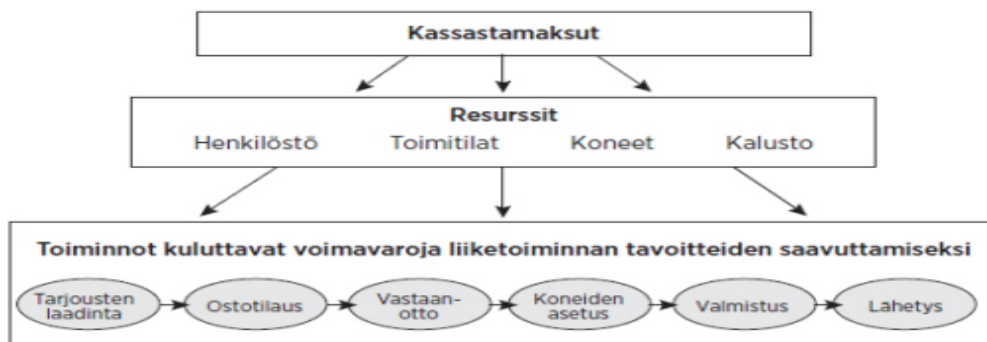 Kassastamaksut
Resurssit
Henkilöstö Toimitilat Koneet Kalusto
Toiminnot kuluttavat voimavaroja liiketoiminnan tavoitteiden saavuttamiseksi
Tarjousten
laadinta
Ostotilaus
Vastaan-
otto
Koneiden
asetus
Valmistus
Lähetys